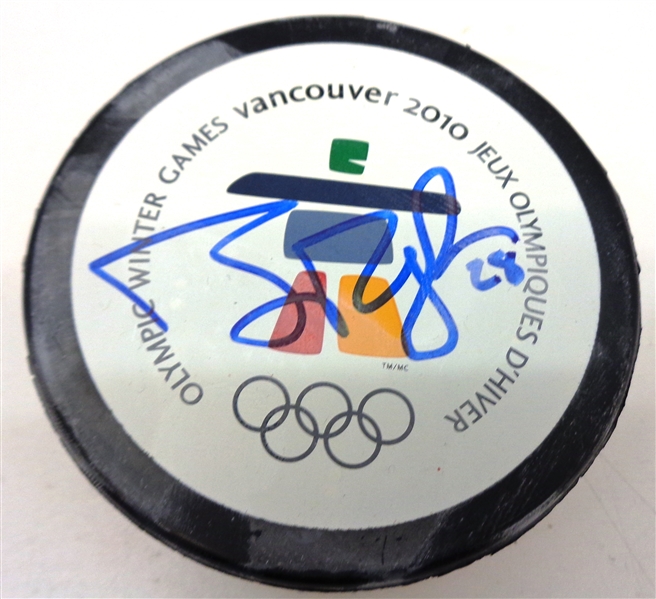 OLYMPIC WINTER GAMES vancouver 2010 JEUX OLYMPIQUES D'HIVER
28
TM/MC